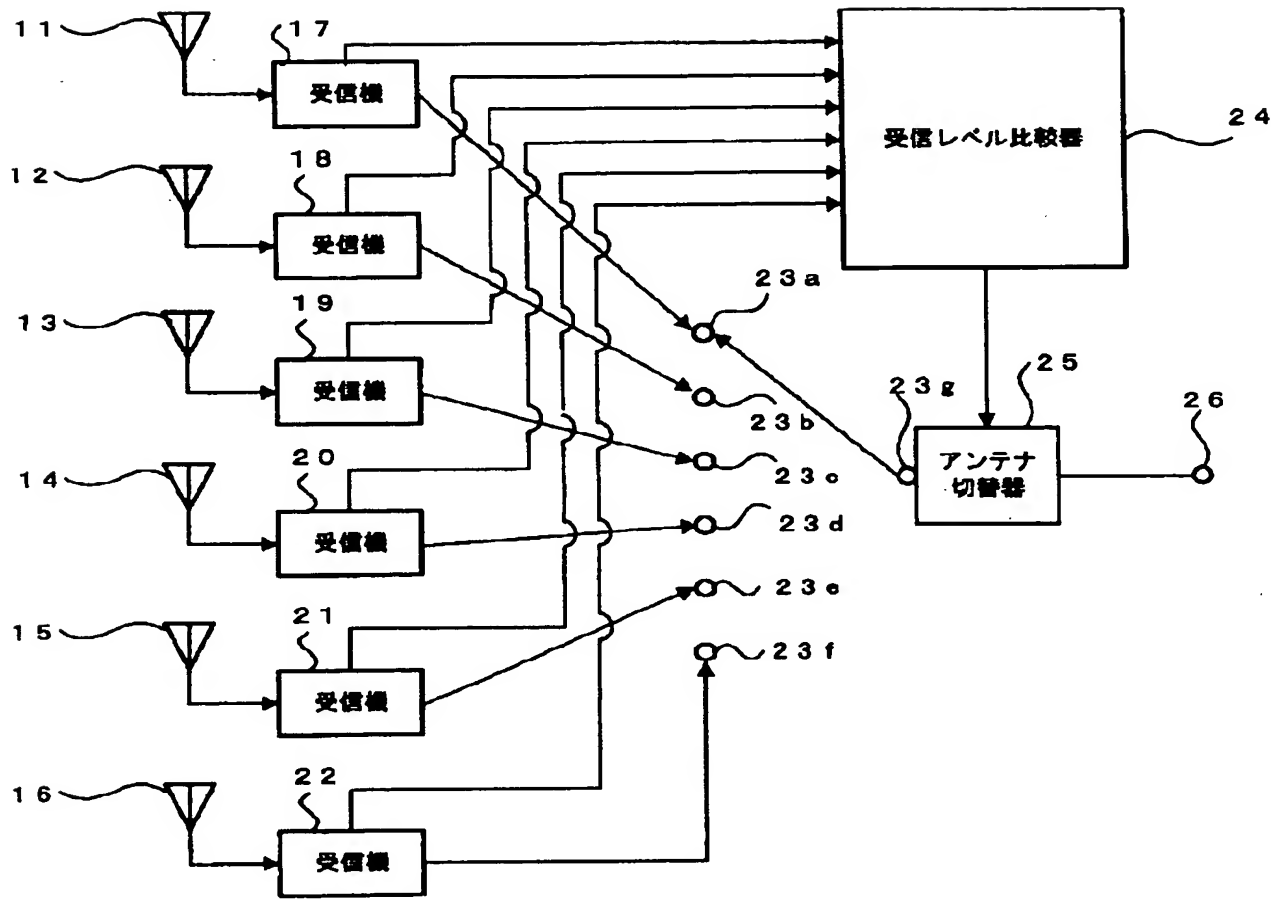 11
17
受信機
受信レベル比較器
24
12
18
受信機
13
19
受信機
23a
23b
23g
25
26
アンテナ
切替器
14
20
受信機
23c
23d
15
21
受信機
23e
23f
16
22
受信機